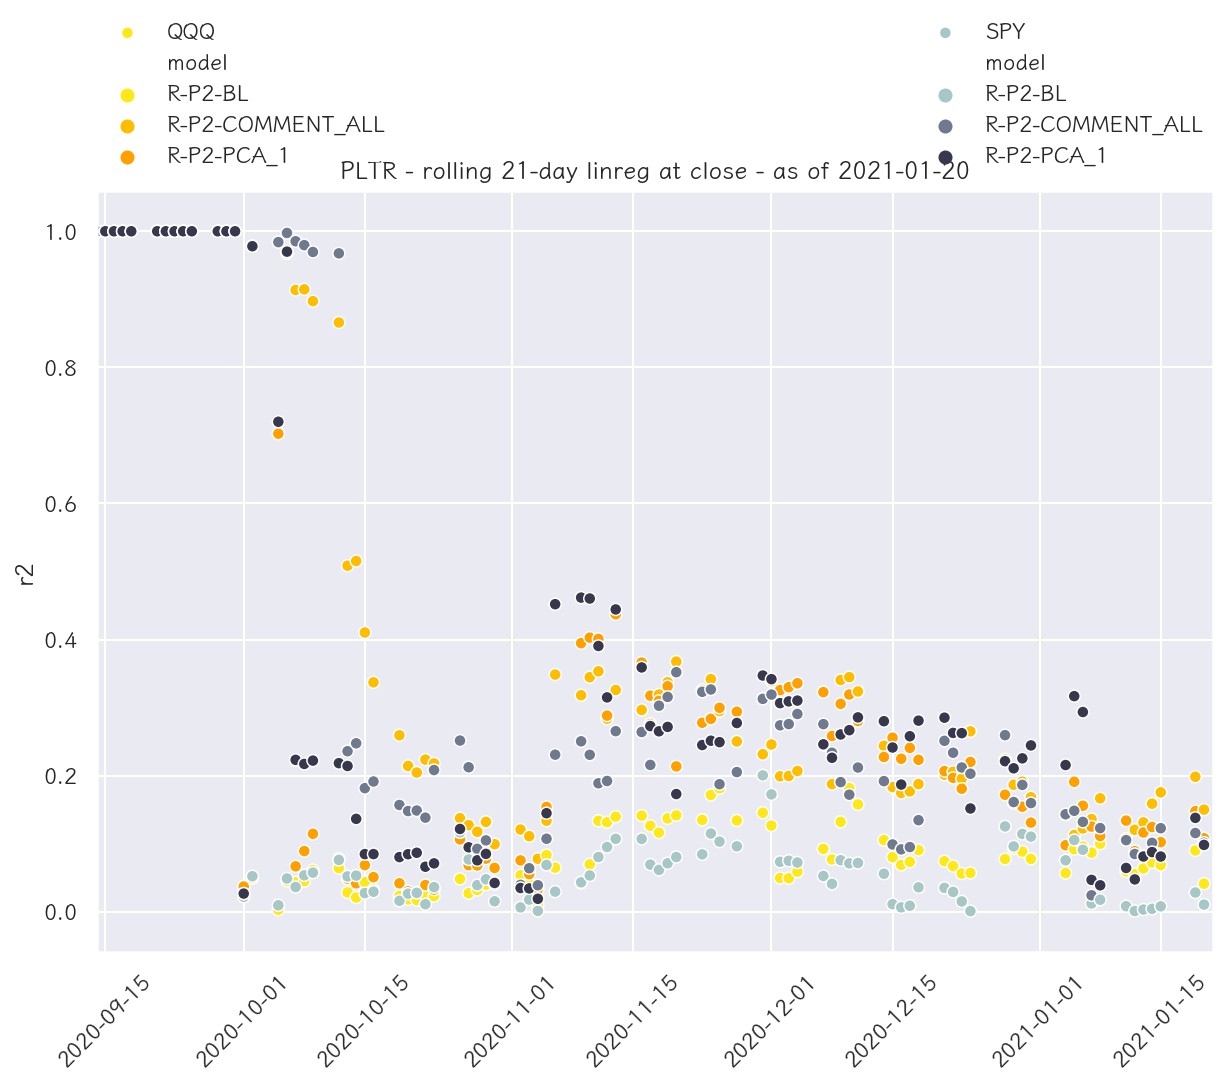 QQQ
model
R-P2-BL
R-P2-COMMENT_ALL
R-P2-PCA_1
SPY
model
R-P2-BL
R-P2-COMMENT_ALL
R-P2-PCA_1
PLTR - rolling 21-day linreg at close - as of 2021-01-20
1.0
0.8
0.6
0.4
0.2
0.0
r2
2020-09-15
2020-10-01
2020-10-15
2020-11-01
2020-11-15
2020-12-01
2020-12-15
2021-01-01
2021-01-15